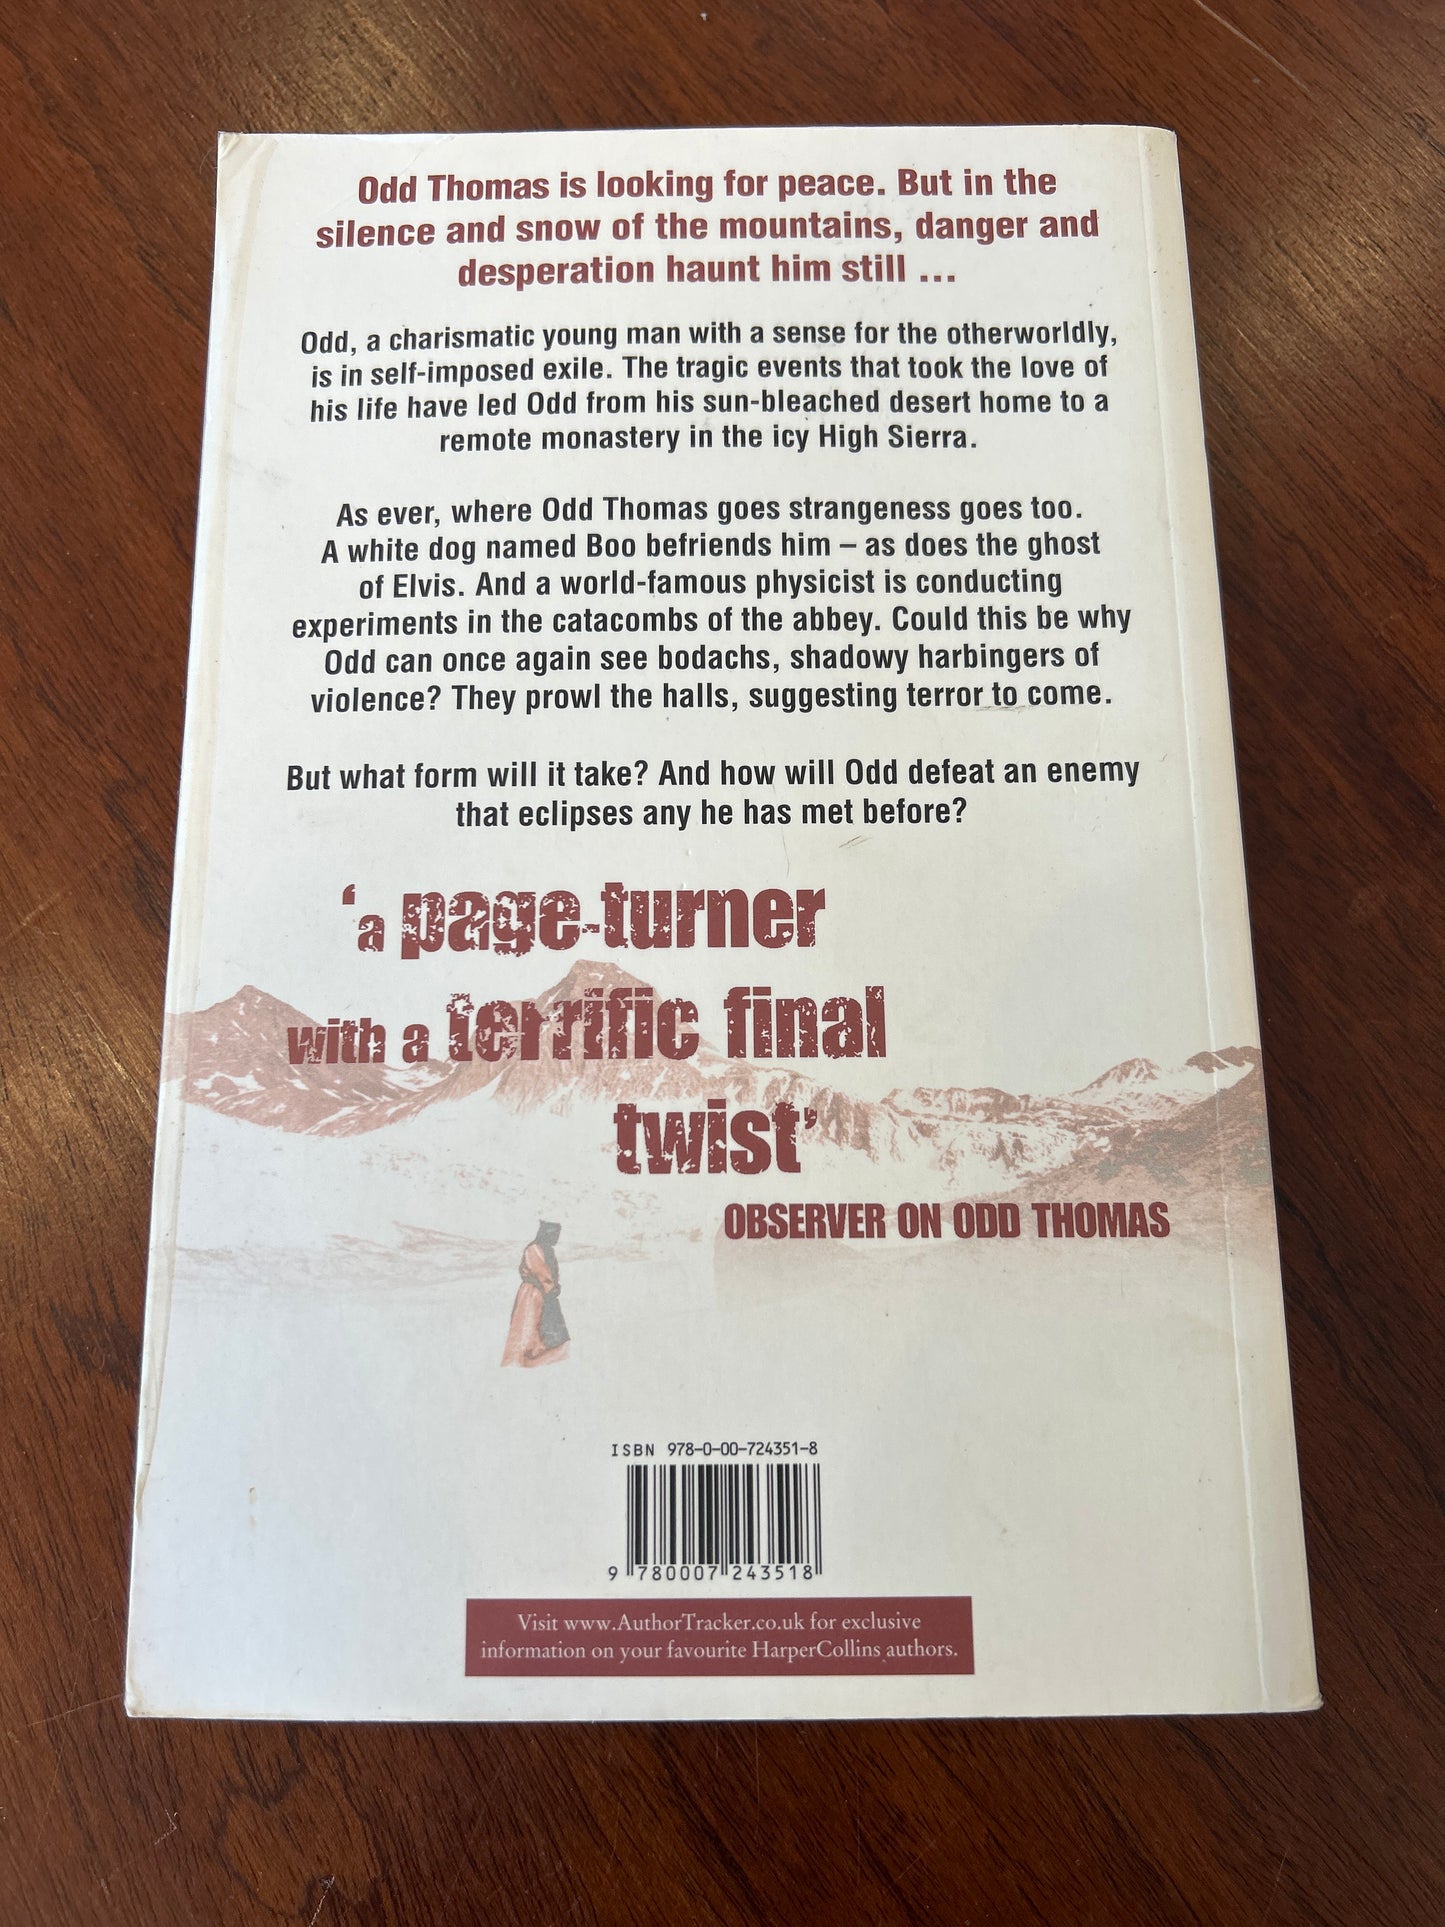 Odd Thomas is looking for peace. But in the
silence and snow of the mountains, danger and
desperation haunt him still ...
Odd, a charismatic young man with a sense for the otherworldly,
is in self-imposed exile. The tragic events that took the love of
his life have led Odd from his sun-bleached desert home to a
remote monastery in the icy High Sierra.
As ever, where Odd Thomas goes strangeness goes too.
A white dog named Boo befriends him – as does the ghost
of Elvis. And a world-famous physicist is conducting
experiments in the catacombs of the abbey. Could this be why
Odd can once again see bodachs, shadowy harbingers of
violence? They prowl the halls, suggesting terror to come.
But what form will it take? And how will Odd defeat an enemy
that eclipses any he has met before?
‘a page-turner
with a terrific final
twist’
OBSERVER ON ODD THOMAS
ISBN 978-0-00-724351-8
9 780007 243518
Visit www.AuthorTracker.co.uk for exclusive
information on your favourite HarperCollins authors.